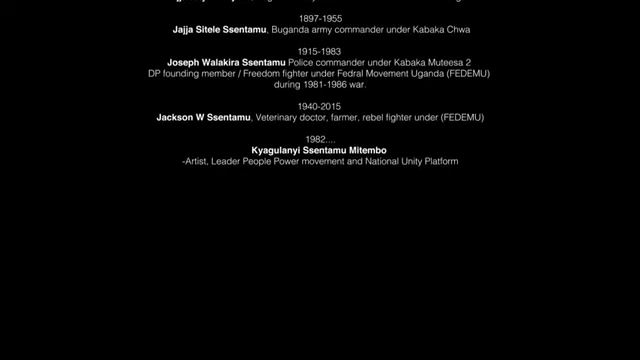 1897-1955
Jajja Sitele Ssentamu, Buganda army commander under Kabaka Chwa
1915-1983
Joseph Walakira Ssentamu Police commander under Kabaka Muteesa 2
DP founding member / Freedom fighter under Fedral Movement Uganda (FEDEMU)
during 1981-1986 war.
1940-2015
Jackson W Ssentamu, Veterinary doctor, farmer, rebel fighter under (FEDEMU)
1982....
Kyagulanyi Ssentamu Mitembo
-Artist, Leader People Power movement and National Unity Platform